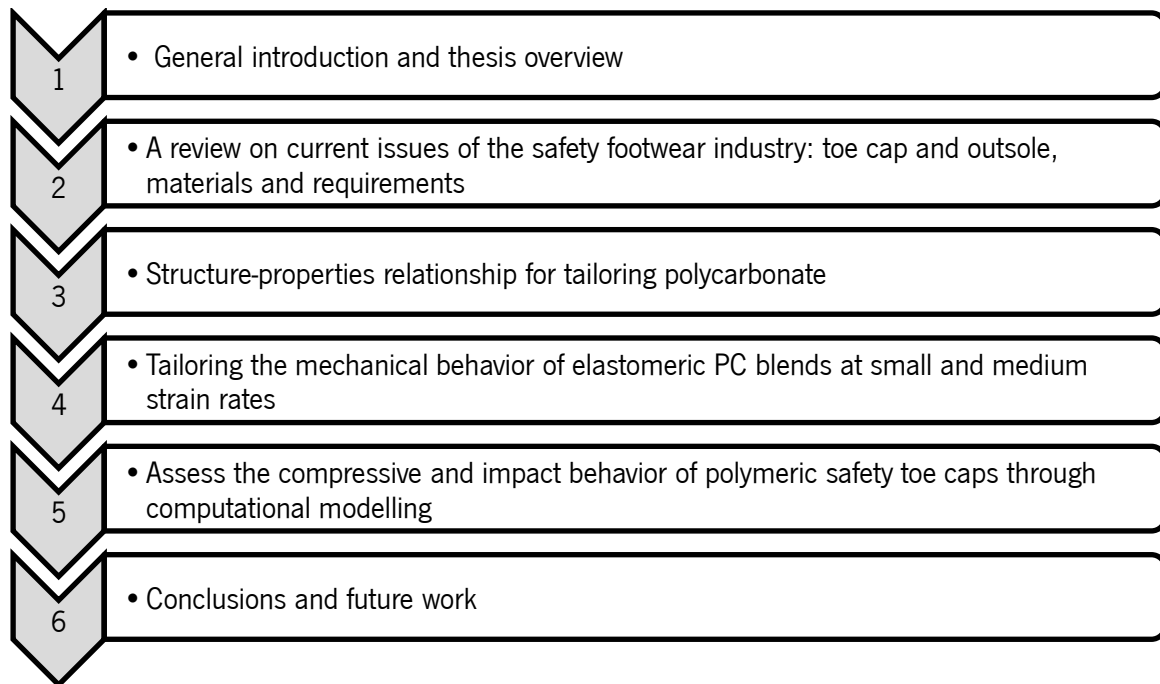 1
• General introduction and thesis overview
2
• A review on current issues of the safety footwear industry: toe cap and outsole,
materials and requirements
3
• Structure-properties relationship for tailoring polycarbonate
4
• Tailoring the mechanical behavior of elastomeric PC blends at small and medium
strain rates
5
• Assess the compressive and impact behavior of polymeric safety toe caps through
computational modelling
6
• Conclusions and future work